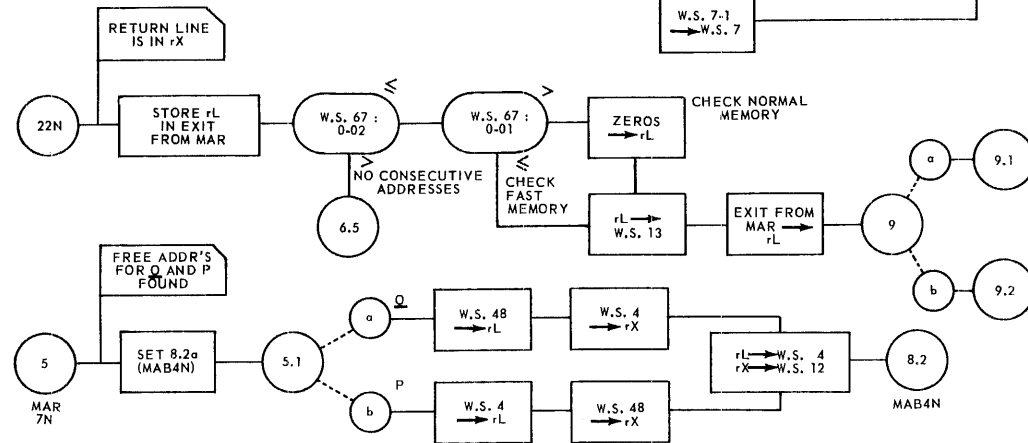 W.S. 7-1
→W.S. 7
RETURN LINE
IS IN rX
22N
STORE rL
IN EXIT
FROM MAR
W.S. 67 :
0-02
≤
>
NO CONSECUTIVE
ADDRESSES
6.5
W.S. 67 :
0-01
>
≤
CHECK
FAST
MEMORY
ZEROS
→rL
CHECK NORMAL
MEMORY
rL→
W.S. 13
EXIT FROM
MAR →
rL
9
a
9.1
b
9.2
FREE ADDR'S
FOR Q AND P
FOUND
5
MAR
7N
SET 8.2a
(MAB4N)
5.1
a
Q
W.S. 48
→rL
W.S. 4
→rX
b
P
W.S. 4
→rL
W.S. 48
→rX
rL→W.S. 4
rX→W.S. 12
8.2
MAB4N